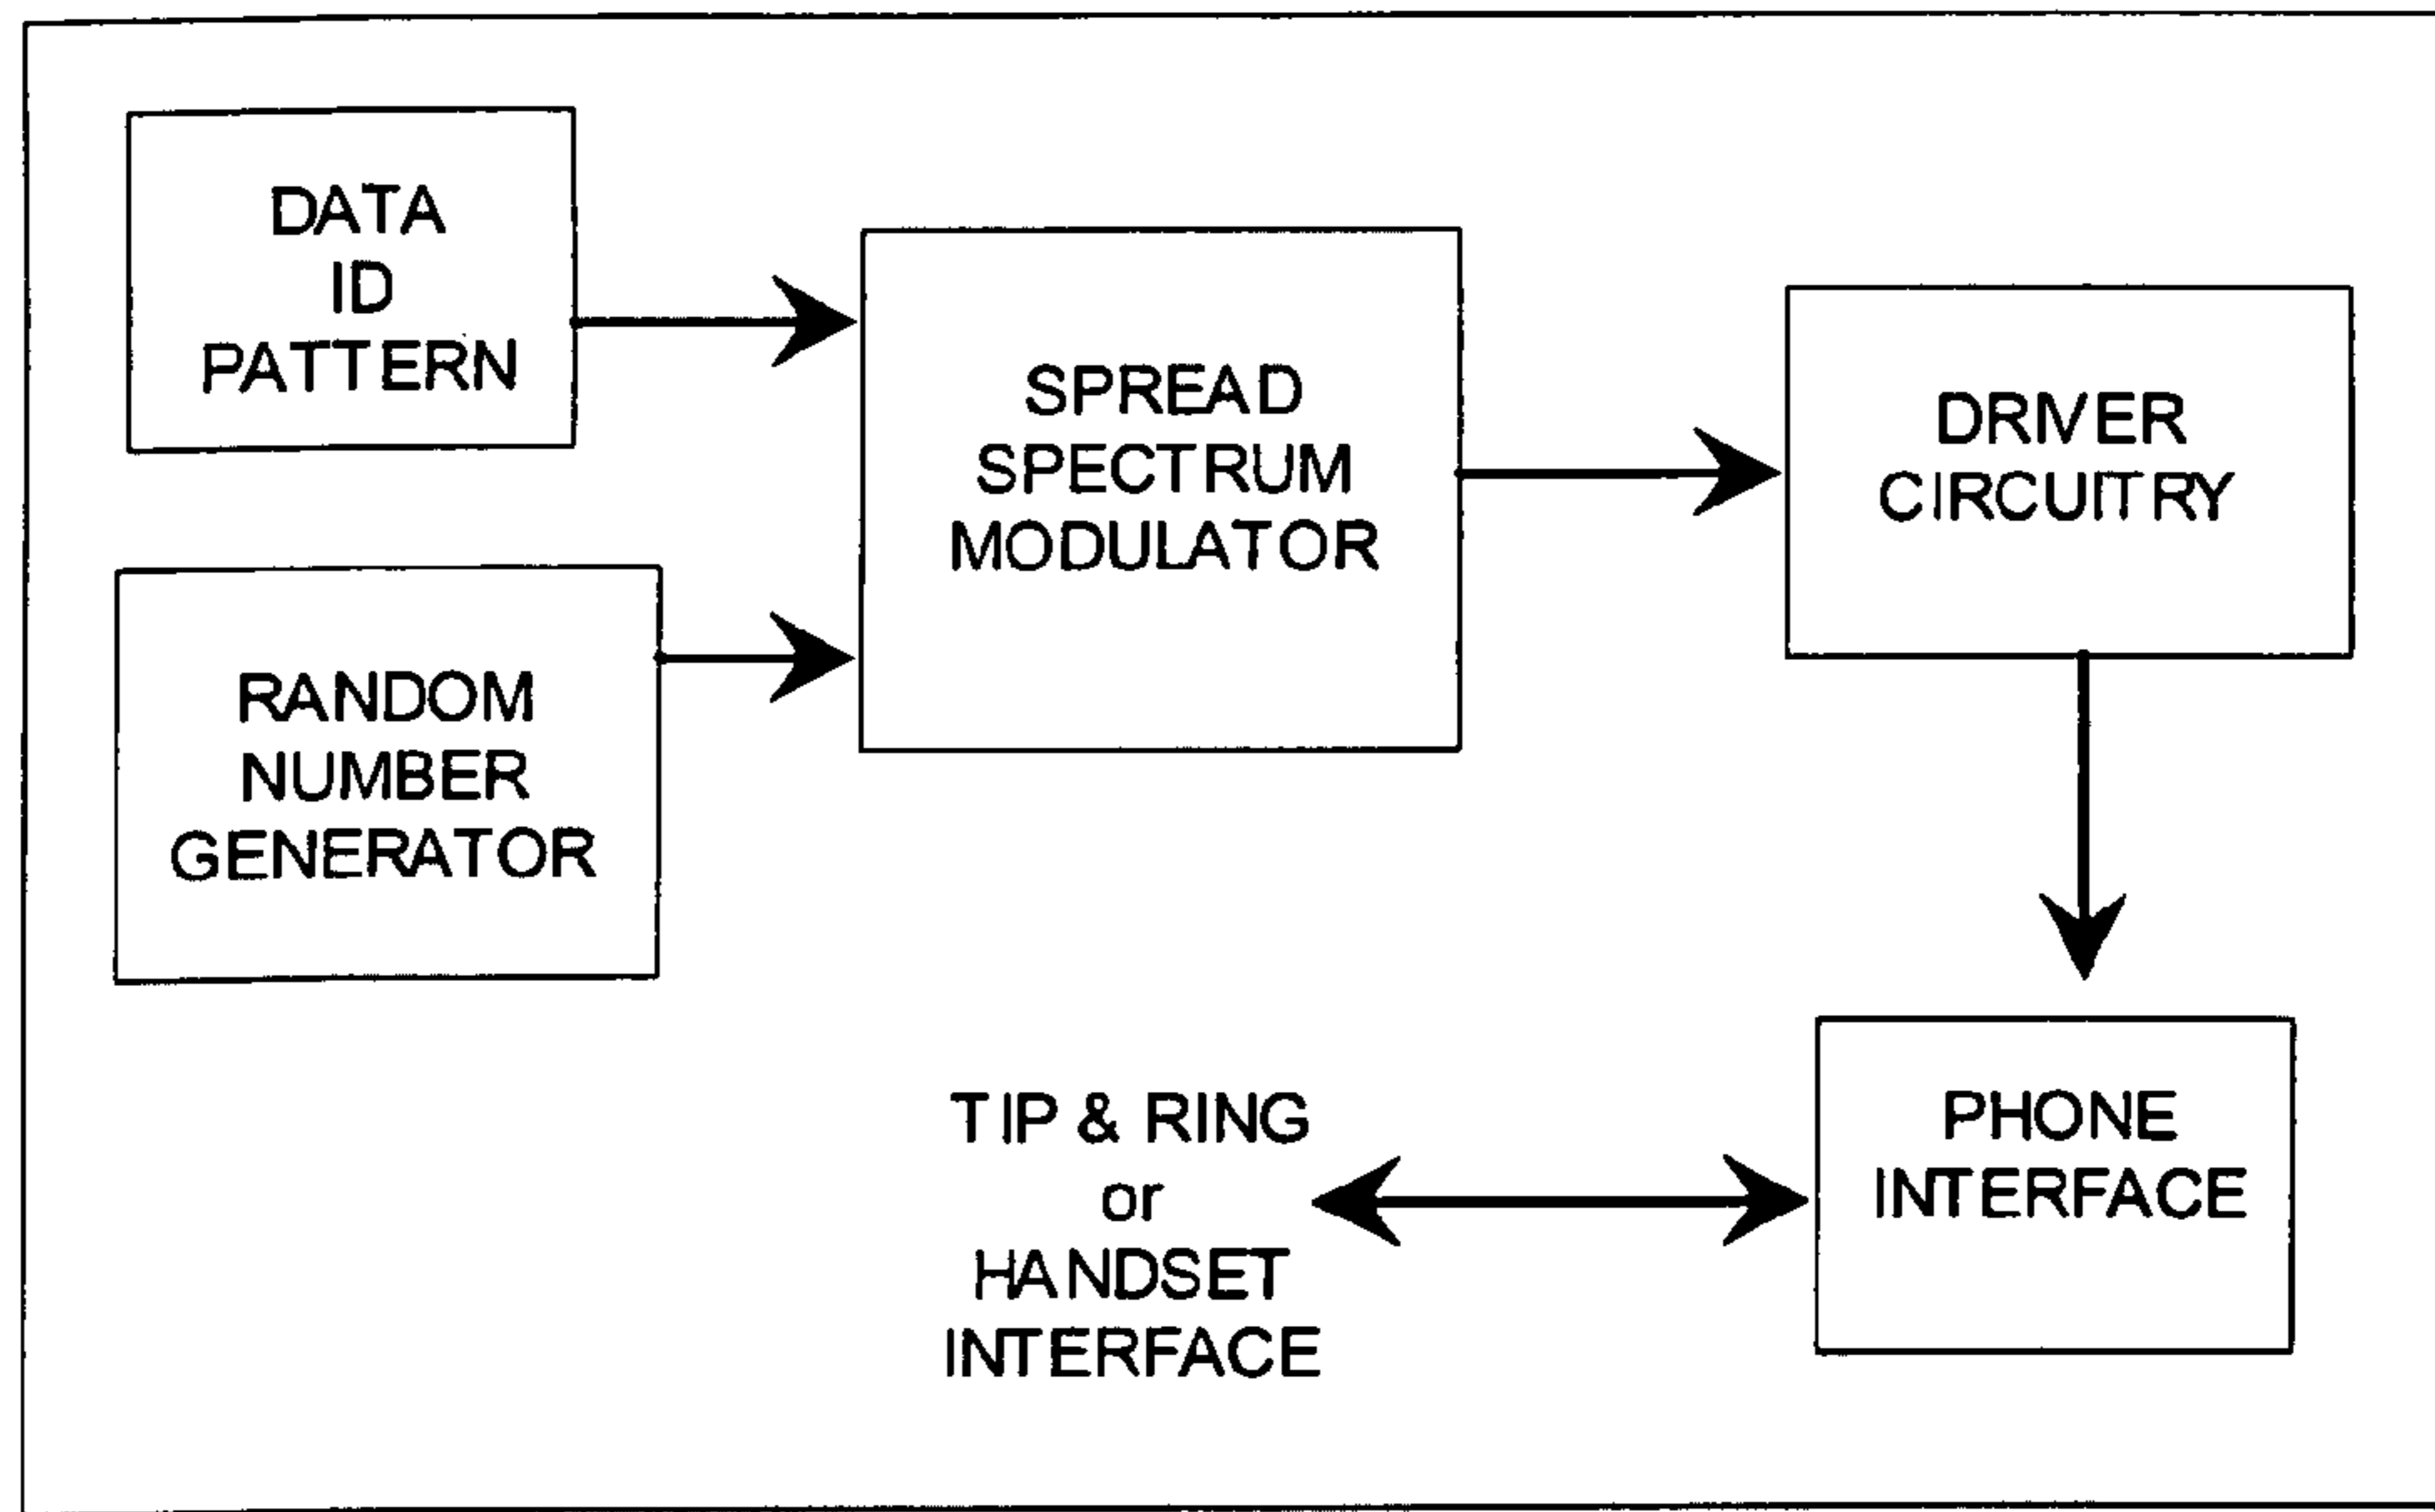 DATA
ID
PATTERN
SPREAD
SPECTRUM
MODULATOR
DRIVER
CIRCUITRY
RANDOM
NUMBER
GENERATOR
TIP & RING
or
HANDSET
INTERFACE
PHONE
INTERFACE